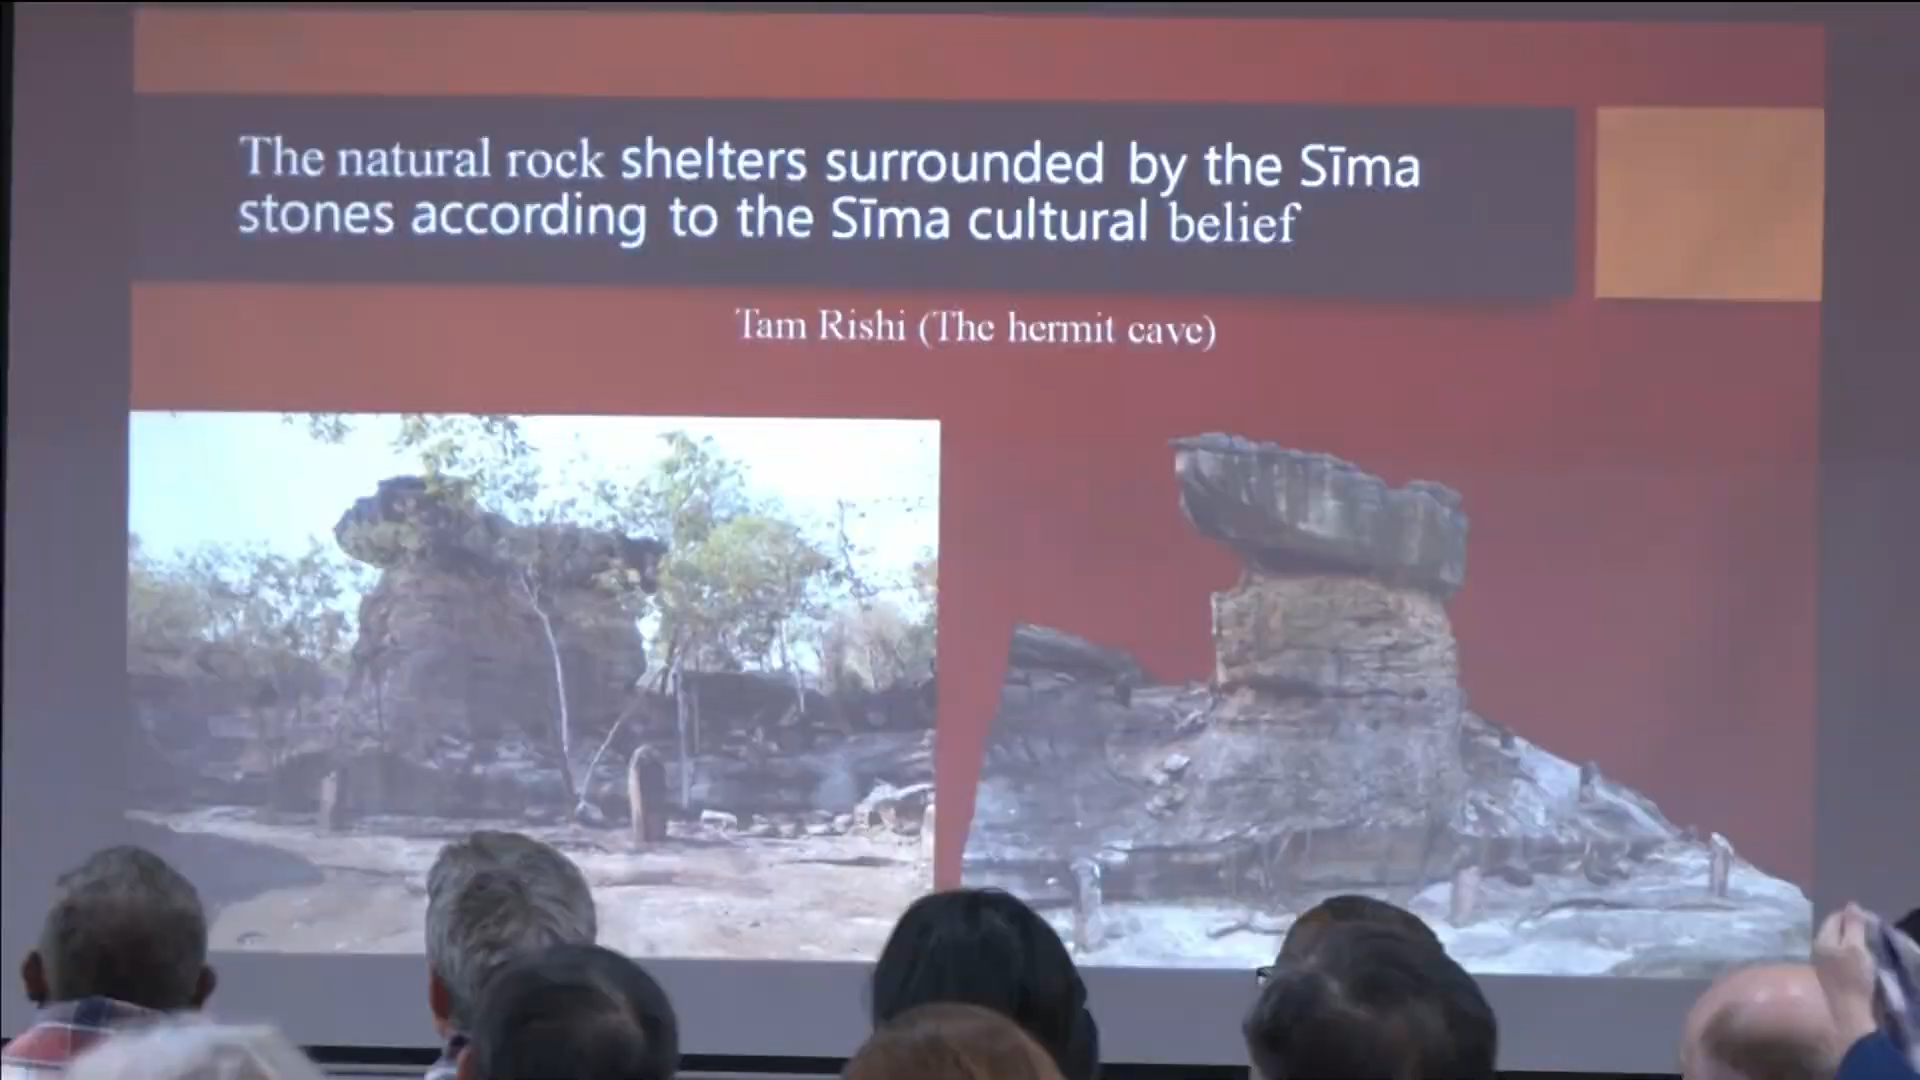 The natural rock shelters surrounded by the Sīma
stones according to the Sīma cultural belief
Tam Rishi (The hermit cave)